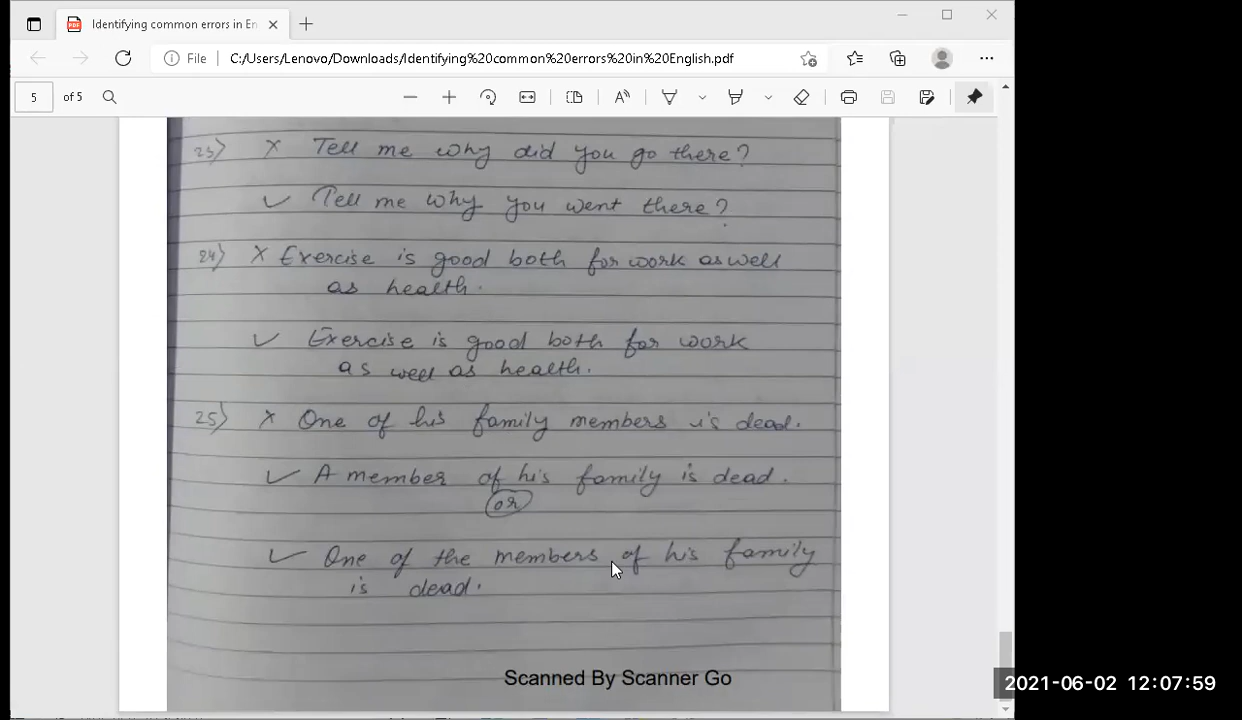 Identifying common errors in En
File
C:/Users/Lenovo/Downloads/Identifying%20common%20errors%20in%20English.pdf
5 of 5
23) X Tell me why did you go there?
✓ Tell me why you went there?
24) X Exercise is good both for work aswell
as health.
✓ Exercise is good both for work
as well as health.
25) X One of his family members is dead.
✓ A member of his family is dead.
or
✓ One of the members of his family
is dead.
Scanned By Scanner Go
2021-06-02 12:07:59